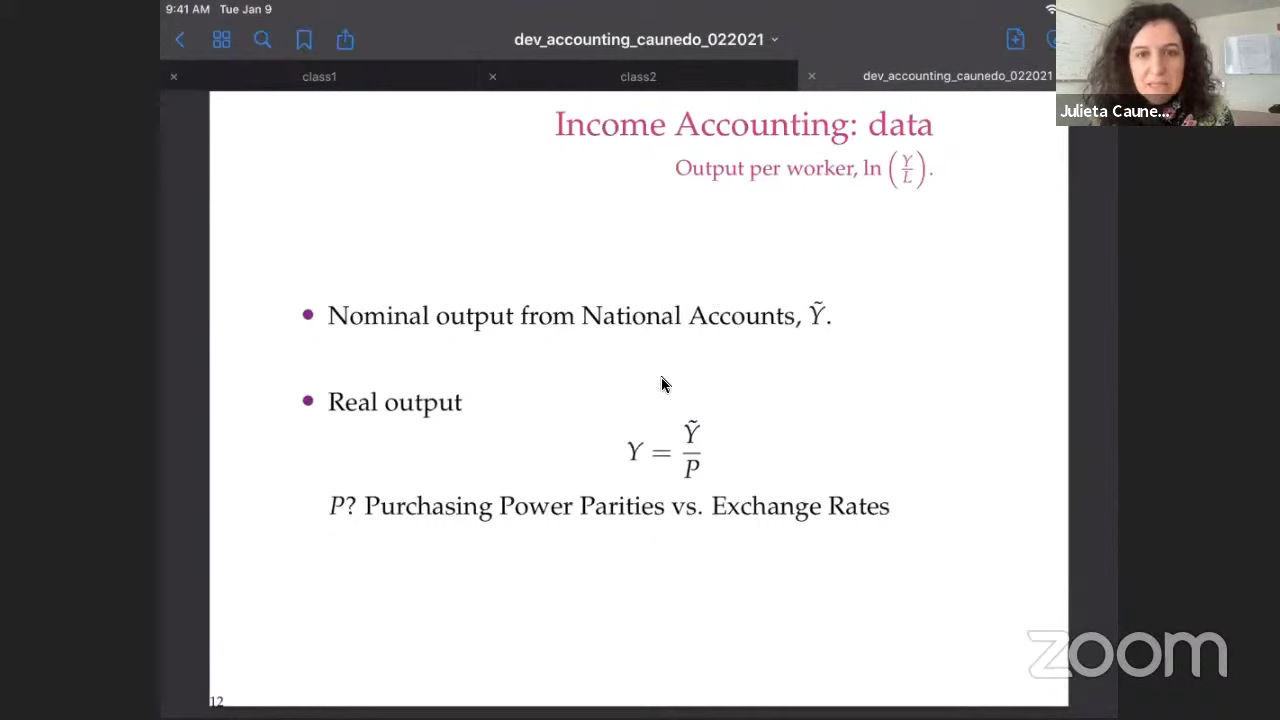 9:41 AM Tue Jan 9
dev_accounting_caunedo_022021
class1
class2
dev_accounting_caunedo_022021
Julieta Caune...
Income Accounting: data
Output per worker, ln (Y/L).
• Nominal output from National Accounts, Ỹ.
• Real output
Y = Ỹ/P
P? Purchasing Power Parities vs. Exchange Rates
zoom
12